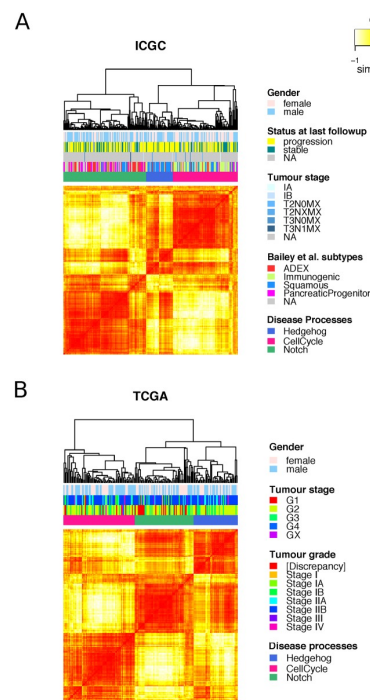 A
ICGC
-1
sim
Gender
female
male
Status at last followup
progression
stable
NA
Tumour stage
IA
IB
T2N0MX
T2NXMX
T3N0MX
T3N1MX
NA
Bailey et al. subtypes
ADEX
Immunogenic
Squamous
PancreaticProgenitor
NA
Disease Processes
Hedgehog
CellCycle
Notch
B
TCGA
Gender
female
male
Tumour stage
G1
G2
G3
G4
GX
Tumour grade
[Discrepancy]
Stage I
Stage IA
Stage IB
Stage IIA
Stage IIB
Stage III
Stage IV
Disease processes
Hedgehog
CellCycle
Notch